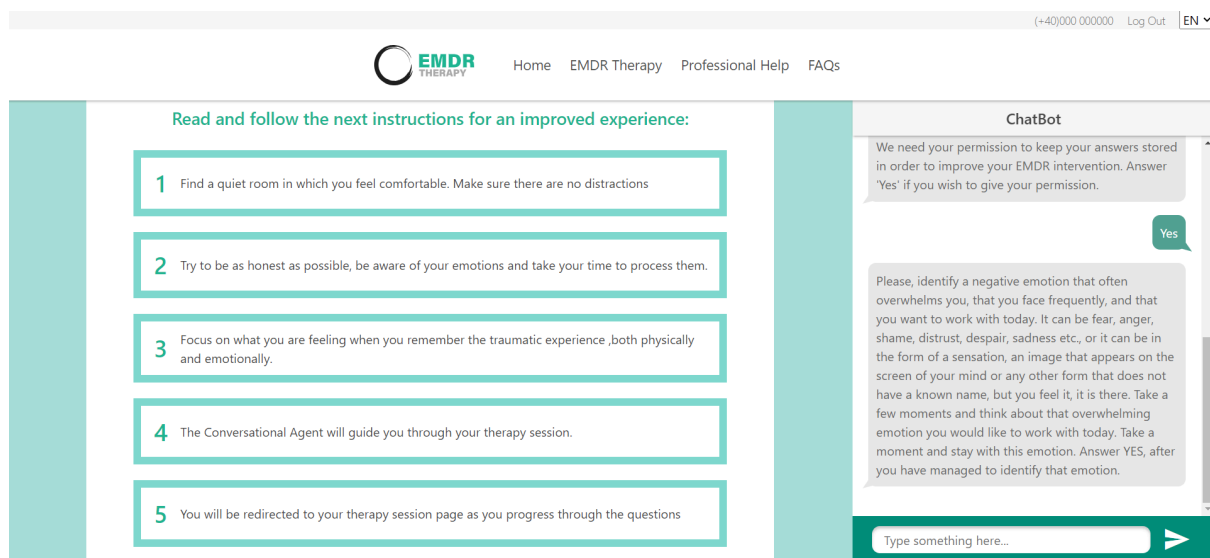 (+40)000 000000 Log Out EN
EMDR
THERAPY
Home EMDR Therapy Professional Help FAQs
Read and follow the next instructions for an improved experience:
1 Find a quiet room in which you feel comfortable. Make sure there are no distractions
2 Try to be as honest as possible, be aware of your emotions and take your time to process them.
3 Focus on what you are feeling when you remember the traumatic experience ,both physically
and emotionally.
4 The Conversational Agent will guide you through your therapy session.
5 You will be redirected to your therapy session page as you progress through the questions
ChatBot
We need your permission to keep your answers stored
in order to improve your EMDR intervention. Answer
'Yes' if you wish to give your permission.
Yes
Please, identify a negative emotion that often
overwhelms you, that you face frequently, and that
you want to work with today. It can be fear, anger,
shame, distrust, despair, sadness etc., or it can be in
the form of a sensation, an image that appears on the
screen of your mind or any other form that does not
have a known name, but you feel it, it is there. Take a
few moments and think about that overwhelming
emotion you would like to work with today. Take a
moment and stay with this emotion. Answer YES, after
you have managed to identify that emotion.
Type something here...